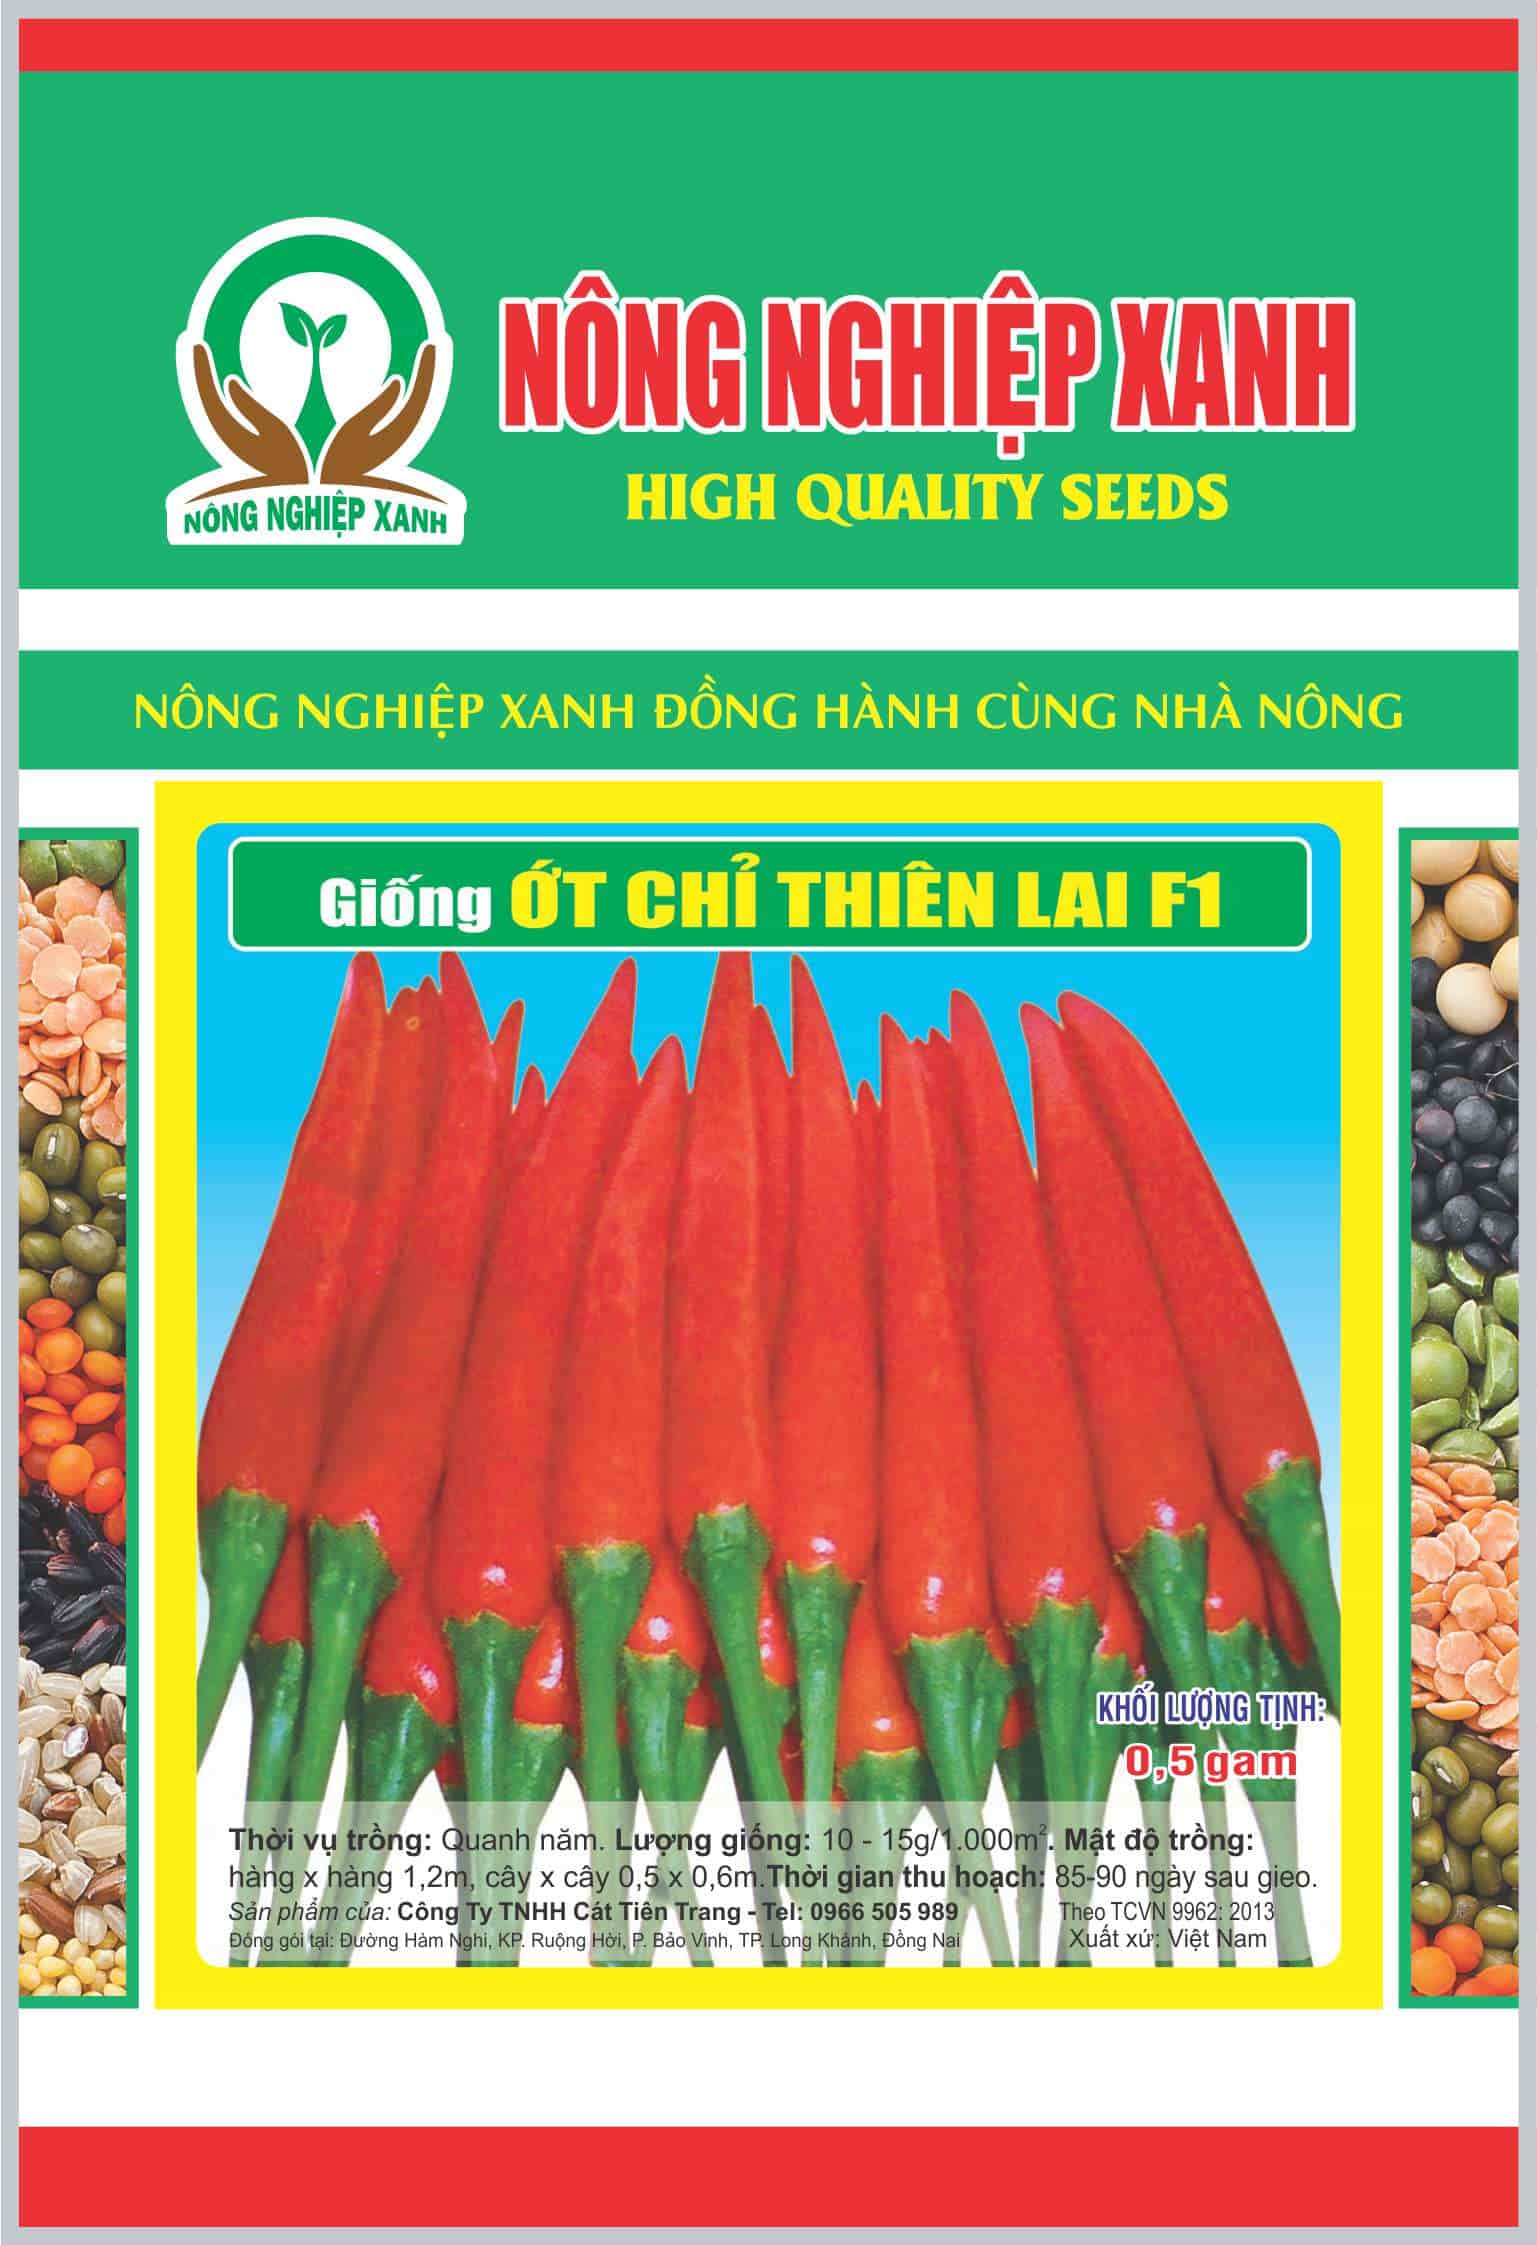 NÔNG NGHIỆP XANH
NÔNG NGHIỆP XANH
HIGH QUALITY SEEDS
NÔNG NGHIỆP XANH ĐỒNG HÀNH CÙNG NHÀ NÔNG
Giống ỚT CHỈ THIÊN LAI F1
KHỐI LƯỢNG TỊNH:
0,5 gam
Thời vụ trồng: Quanh năm. Lượng giống: 10 - 15g/1.000m². Mật độ trồng:
hàng x hàng 1,2m, cây x cây 0,5 x 0,6m.Thời gian thu hoạch: 85-90 ngày sau gieo.
Sản phẩm của: Công Ty TNHH Cát Tiên Trang - Tel: 0966 505 989
Đóng gói tại: Đường Hàm Nghi, KP. Ruộng Hời, P. Bảo Vinh, TP. Long Khánh, Đồng Nai
Theo TCVN 9962: 2013
Xuất xứ: Việt Nam